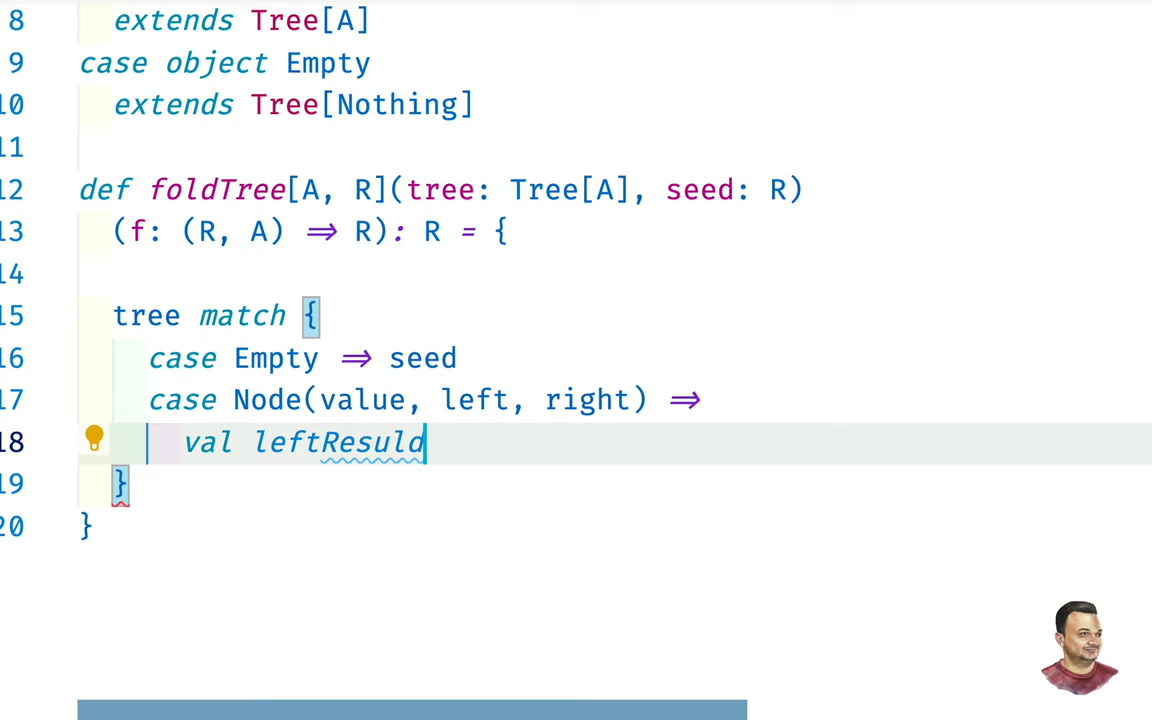 8 extends Tree[A]
9 case object Empty
10 extends Tree[Nothing]
11
12 def foldTree[A, R](tree: Tree[A], seed: R)
13 (f: (R, A) ⇒ R): R = {
14
15 tree match {
16 case Empty ⇒ seed
17 case Node(value, left, right) ⇒
18 val leftResuld
19 }
20 }